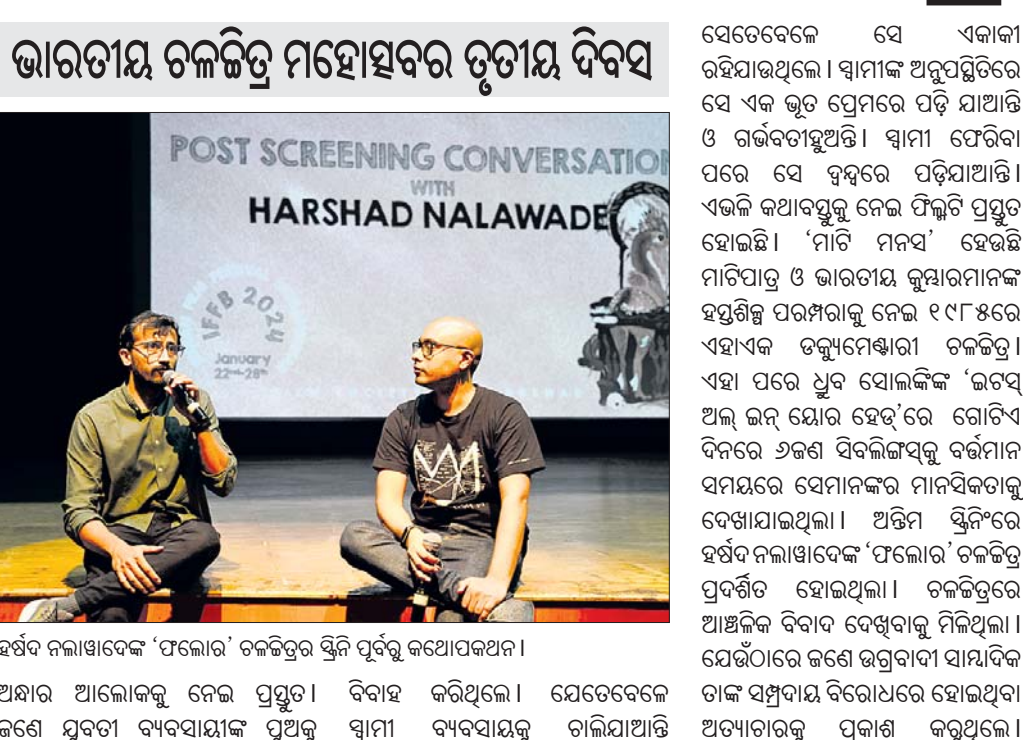 ଭାରତୀୟ ଚଳଚ୍ଚିତ୍ର ମହୋତ୍ସବର ତୃତୀୟ ଦିବସ
POST SCREENING CONVERSATION
WITH
HARSHAD NALAWADE
IFFB 2024
January
22nd-28th
ହର୍ଷଦ ନଲାୱାଦେଙ୍କ ‘ଫଲୋର’ ଚଳଚ୍ଚିତ୍ରର ସ୍କ୍ରିନି ପୂର୍ବରୁ କଥୋପକଥନ।
ଅନ୍ଧାର ଆଲୋକକୁ ନେଇ ପ୍ରସ୍ତୁତ।
ଜଣେ ଯୁବତୀ ବ୍ୟବସାୟୀଙ୍କ ପୁଅକୁ
ବିବାହ କରିଥିଲେ। ଯେତେବେଳେ
ସ୍ୱାମୀ ବ୍ୟବସାୟକୁ ଚାଲିଯାଆନ୍ତି
ସେତେବେଳେ ସେ ଏକାକୀ
ରହିଯାଉଥିଲେ। ସ୍ୱାମୀଙ୍କ ଅନୁପସ୍ଥିତିରେ
ସେ ଏକ ଭୂତ ପ୍ରେମରେ ପଡ଼ି ଯାଆନ୍ତି
ଓ ଗର୍ଭବତୀହୁଅନ୍ତି। ସ୍ୱାମୀ ଫେରିବା
ପରେ ସେ ଦ୍ୱନ୍ଦ୍ୱରେ ପଡ଼ିଯାଆନ୍ତି।
ଏଭଳି କଥାବସ୍ତୁକୁ ନେଇ ଫିଲ୍ମଟି ପ୍ରସ୍ତୁତ
ହୋଇଛି। ‘ମାଟି ମନସ’ ହେଉଛି
ମାଟିପାତ୍ର ଓ ଭାରତୀୟ କୁମ୍ଭାରମାନଙ୍କ
ହସ୍ତଶିଳ୍ପ ପରମ୍ପରାକୁ ନେଇ ୧୯୮୫ରେ
ଏହାଏକ ଡକ୍ୟୁମେଣ୍ଟାରୀ ଚଳଚ୍ଚିତ୍ର।
ଏହା ପରେ ଧ୍ରୁବ ସୋଲଙ୍କିଙ୍କ ‘ଇଟସ୍
ଅଲ୍ ଇନ୍ ୟୋର ହେଡ୍’ରେ ଗୋଟିଏ
ଦିନରେ ୬ଜଣ ସିବଲିଙ୍ଗସ୍‌କୁ ବର୍ତ୍ତମାନ
ସମୟରେ ସେମାନଙ୍କର ମାନସିକତାକୁ
ଦେଖାଯାଇଥିଲା। ଅନ୍ତିମ ସ୍କ୍ରିନିଂରେ
ହର୍ଷଦ ନଲାୱାଦେଙ୍କ ‘ଫଲୋର’ ଚଳଚ୍ଚିତ୍ର
ପ୍ରଦର୍ଶିତ ହୋଇଥିଲା। ଚଳଚ୍ଚିତ୍ରରେ
ଆଞ୍ଚଳିକ ବିବାଦ ଦେଖିବାକୁ ମିଳିଥିଲା।
ଯେଉଁଠାରେ ଜଣେ ଉଗ୍ରବାଦୀ ସାମ୍ବାଦିକ
ତାଙ୍କ ସମ୍ପ୍ରଦାୟ ବିରୋଧରେ ହୋଇଥିବା
ଅତ୍ୟାଚାରକୁ ପ୍ରକାଶ କରୁଥିଲେ।